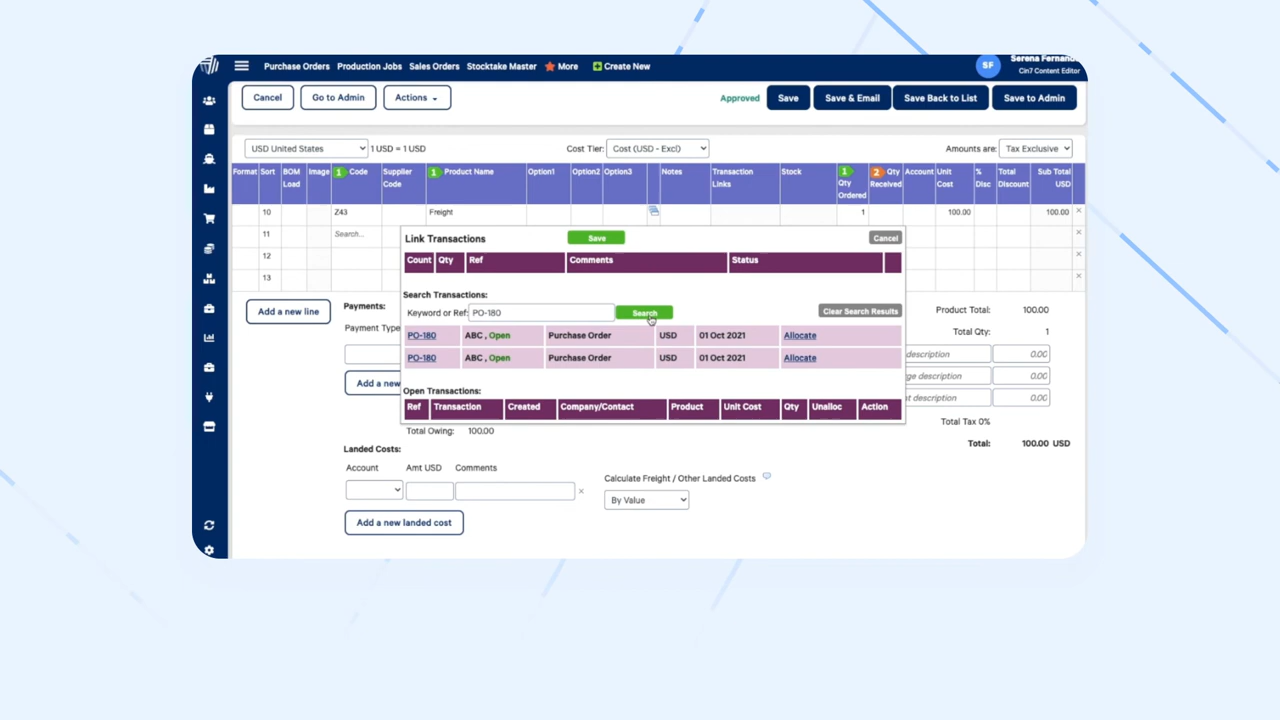 Purchase Orders Production Jobs Sales Orders Stocktake Master More Create New
SF
Serena Fernand
Cin7 Content Editor
Cancel Go to Admin Actions
Approved Save Save & Email Save Back to List Save to Admin
USD United States 1 USD = 1 USD Cost Tier: Cost (USD - Excl) Amounts are: Tax Exclusive
Format Sort BOM Load Image 1 Code Supplier Code 1 Product Name Option1 Option2 Option3 Notes Transaction Links Stock 1 Qty Ordered 2 Qty Received Account Unit Cost % Disc Total Discount Sub Total USD
10 Z43 Freight 1 100.00 100.00 ×
11 Search... ×
12 ×
13 ×
Link Transactions Save Cancel
Count Qty Ref Comments Status
Search Transactions:
Keyword or Ref: PO-180 Search Clear Search Results
PO-180 ABC , Open Purchase Order USD 01 Oct 2021 Allocate
PO-180 ABC , Open Purchase Order USD 01 Oct 2021 Allocate
Open Transactions:
Ref Transaction Created Company/Contact Product Unit Cost Qty Unalloc Action
Add a new line
Payments:
Payment Type
Add a new
Product Total: 100.00
Total Qty: 1
description 0.00
ge description 0.00
nt description 0.00
Total Tax 0%
Total: 100.00 USD
Total Owing: 100.00
Landed Costs:
Account Amt USD Comments
×
Calculate Freight / Other Landed Costs
By Value
Add a new landed cost